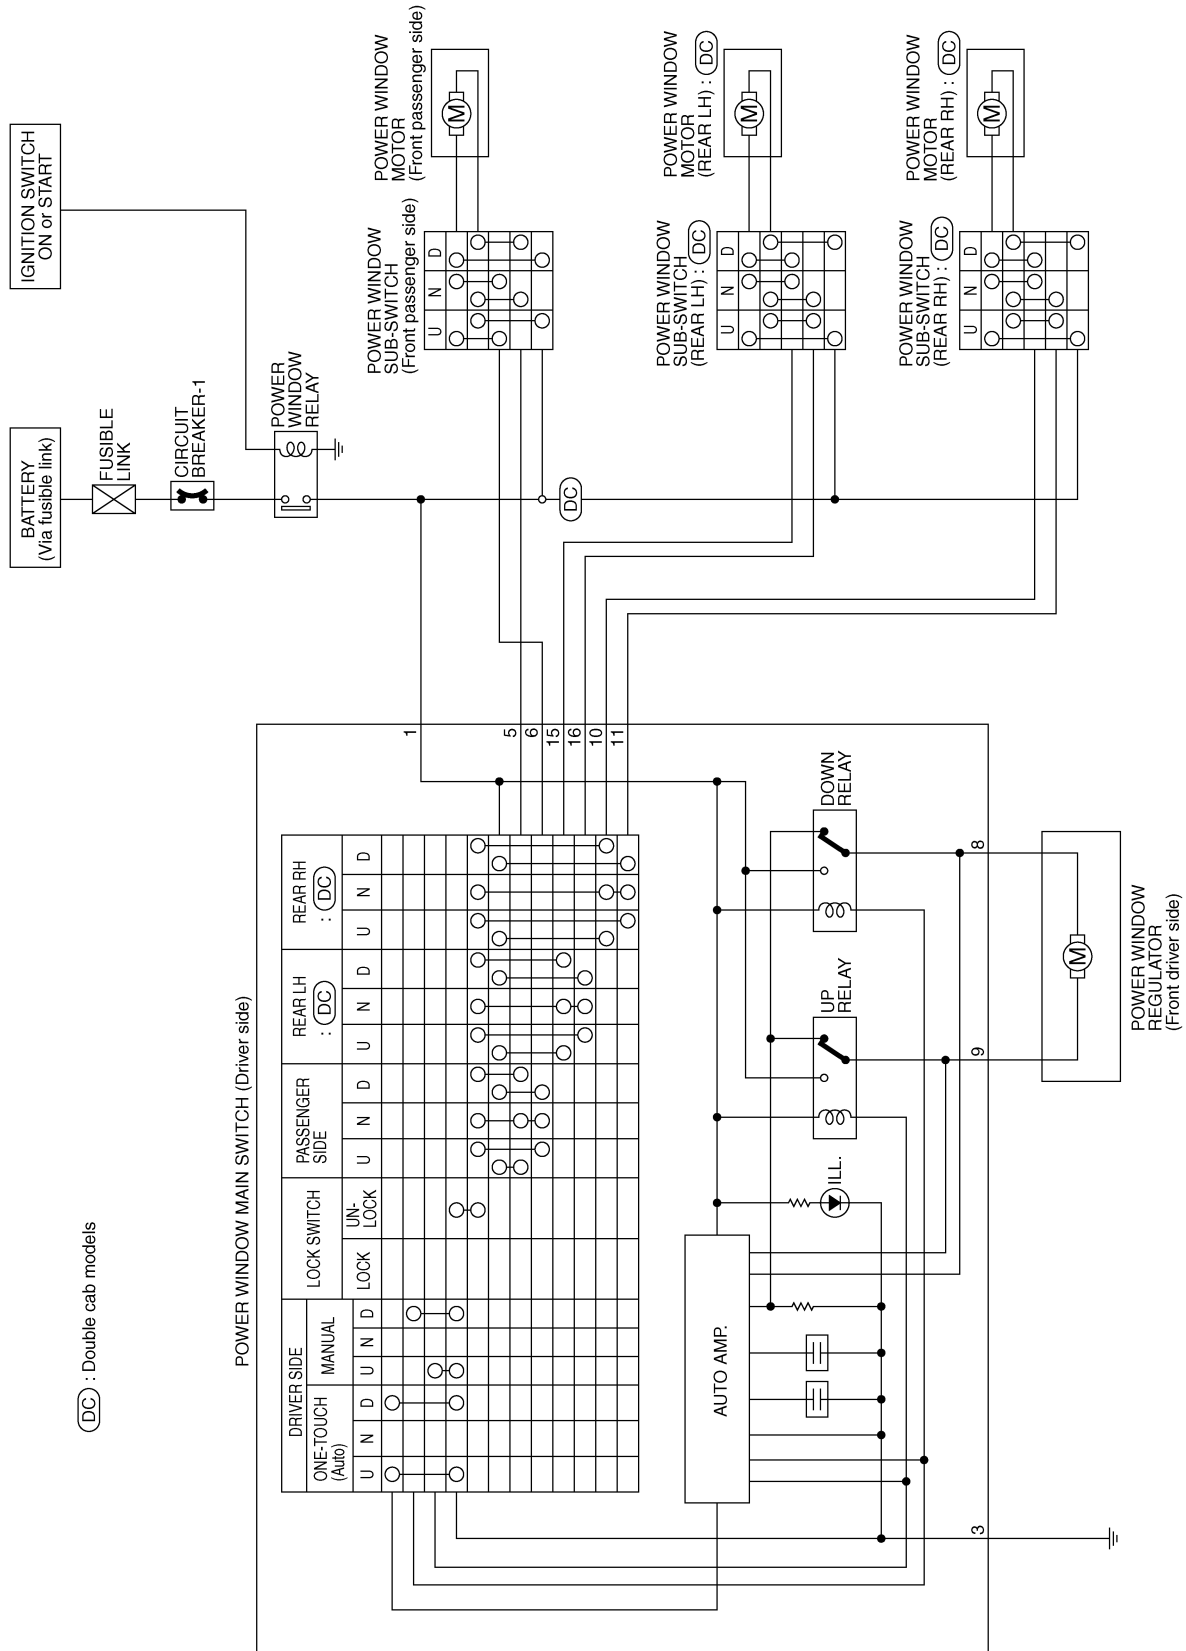 IGNITION SWITCH
ON or START
BATTERY
(Via fusible link)
FUSIBLE
LINK
CIRCUIT
BREAKER-1
POWER
WINDOW
RELAY
POWER WINDOW
MOTOR
(Front passenger side)
POWER WINDOW
SUB-SWITCH
(Front passenger side)
U N D
M
POWER WINDOW
MOTOR
(REAR LH) : DC
POWER WINDOW
SUB-SWITCH
(REAR LH) : DC
U N D
M
POWER WINDOW
MOTOR
(REAR RH) : DC
POWER WINDOW
SUB-SWITCH
(REAR RH) : DC
U N D
M
DC
DC : Double cab models
POWER WINDOW MAIN SWITCH (Driver side)
DRIVER SIDE
ONE-TOUCH
(Auto)
MANUAL
LOCK SWITCH
LOCK
UN-
LOCK
PASSENGER
SIDE
REAR LH
: DC
REAR RH
: DC
U N D U N D U N D U N D U N D
1
5
6
15
16
10
11
AUTO AMP.
ILL.
UP
RELAY
DOWN
RELAY
3
9
8
M
POWER WINDOW
REGULATOR
(Front driver side)